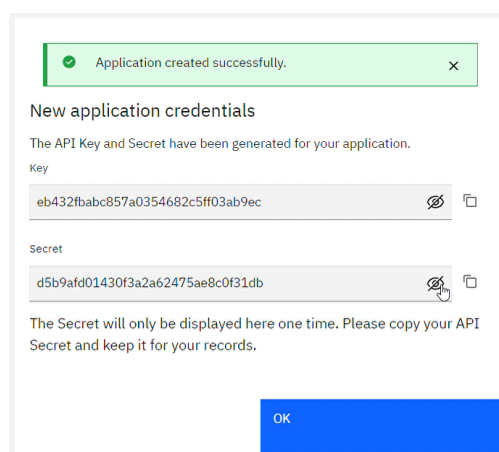 Application created successfully.
New application credentials
The API Key and Secret have been generated for your application.
Key
eb432fbabc857a0354682c5ff03ab9ec
Secret
d5b9afd01430f3a2a62475ae8c0f31db
The Secret will only be displayed here one time. Please copy your API
Secret and keep it for your records.
OK